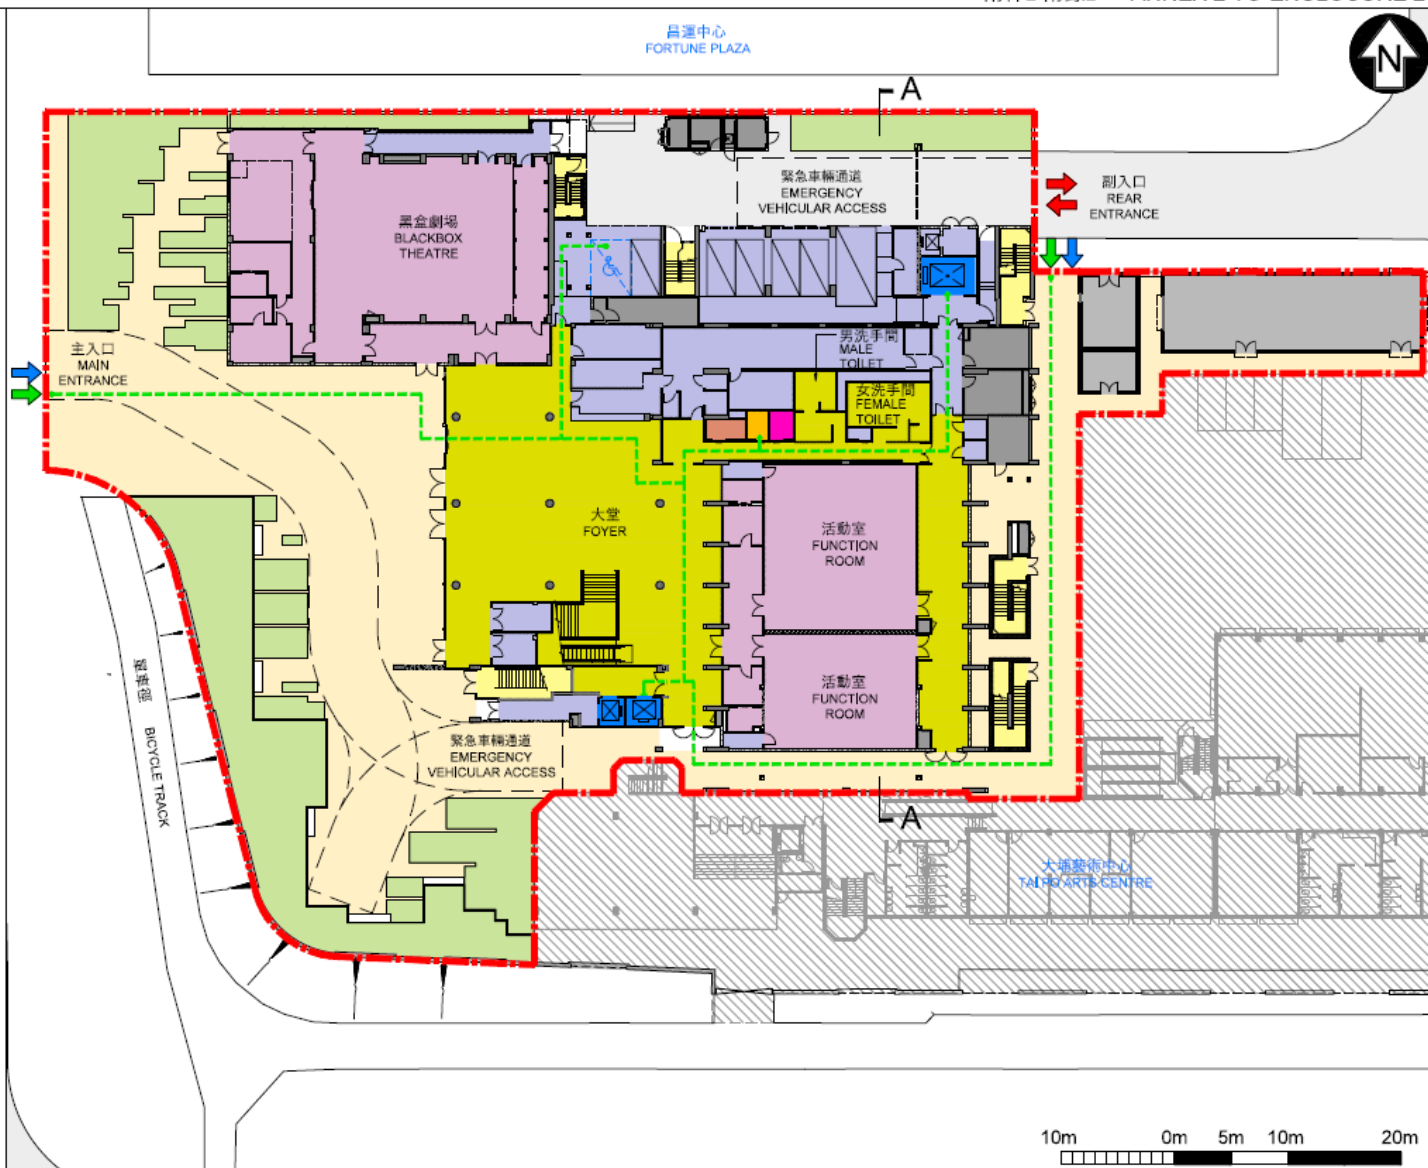 昌運中心
FORTUNE PLAZA
N
A
緊急車輛通道
EMERGENCY
VEHICULAR ACCESS
副入口
REAR
ENTRANCE
黑盒劇場
BLACKBOX
THEATRE
主入口
MAIN
ENTRANCE
男洗手間
MALE
TOILET
女洗手間
FEMALE
TOILET
大堂
FOYER
活動室
FUNCTION
ROOM
活動室
FUNCTION
ROOM
單車徑 BICYCLE TRACK
緊急車輛通道
EMERGENCY
VEHICULAR ACCESS
A
大埔藝術中心
TAI PO ARTS CENTRE
10m 0m 5m 10m 20m